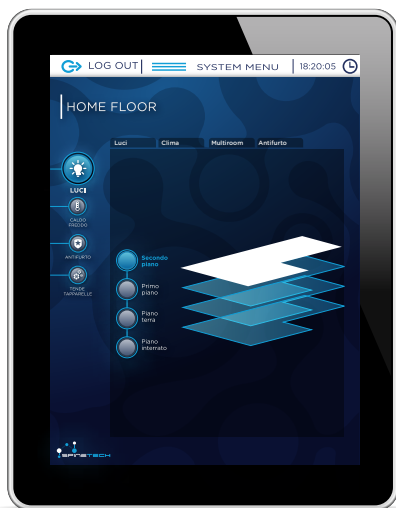 LOG OUT
SYSTEM MENU
18:20:05
HOME FLOOR
Luci Clima Multiroom Antifurto
LUCI
CALDO
FREDDO
ANTIFURTO
TENDE
TAPPARELLE
Secondo
piano
Primo
piano
Piano
terra
Piano
interrato
SPINETECH